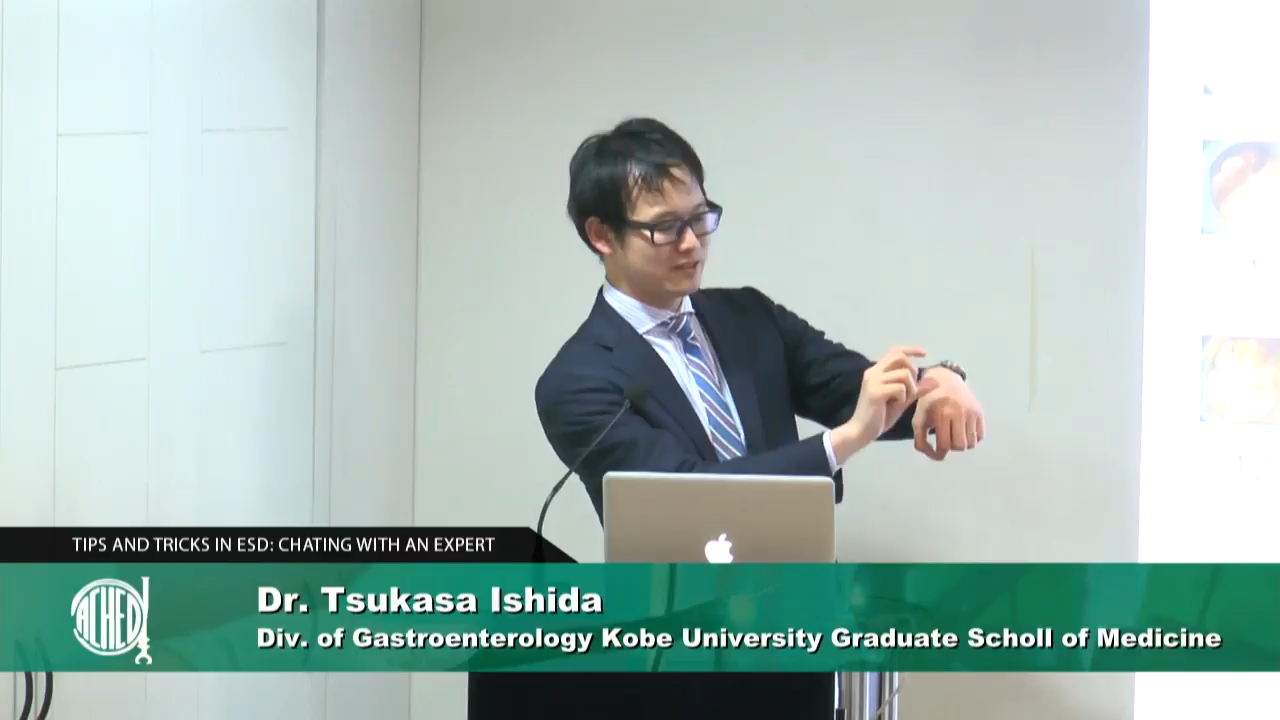 TIPS AND TRICKS IN ESD: CHATING WITH AN EXPERT
ACHED
Dr. Tsukasa Ishida
Div. of Gastroenterology Kobe University Graduate Scholl of Medicine